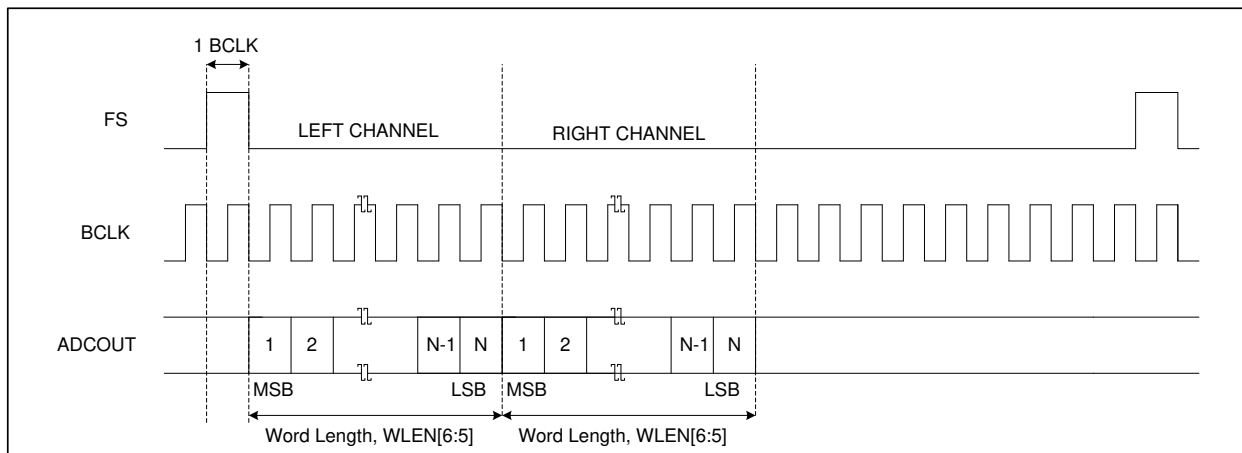 1 BCLK
FS
LEFT CHANNEL
RIGHT CHANNEL
BCLK
ADCOUT
1 2 N-1 N 1 2 N-1 N
MSB LSB MSB LSB
Word Length, WLEN[6:5] Word Length, WLEN[6:5]